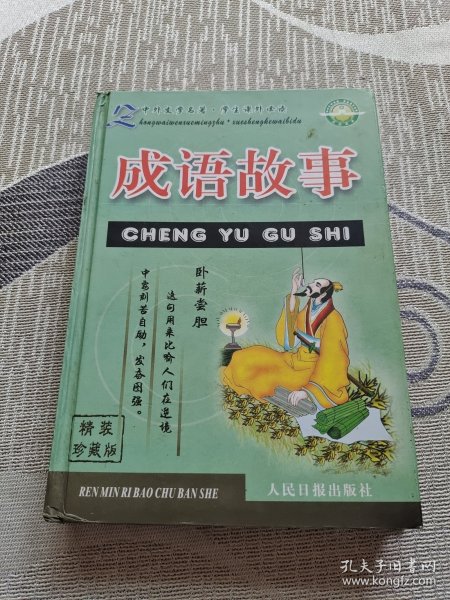 中外文学名著·学生课外必读
hongwaiwenxuemingzhu·xueshengkewaibidu
成语故事
CHENG YU GU SHI
卧薪尝胆
这句用来比喻人们在逆境
中忘刻苦自励,发奋图强。
精装
珍藏版
REN MIN RI BAO CHU BAN SHE
人民日报出版社
孔夫子旧书网
www.kongfz.com